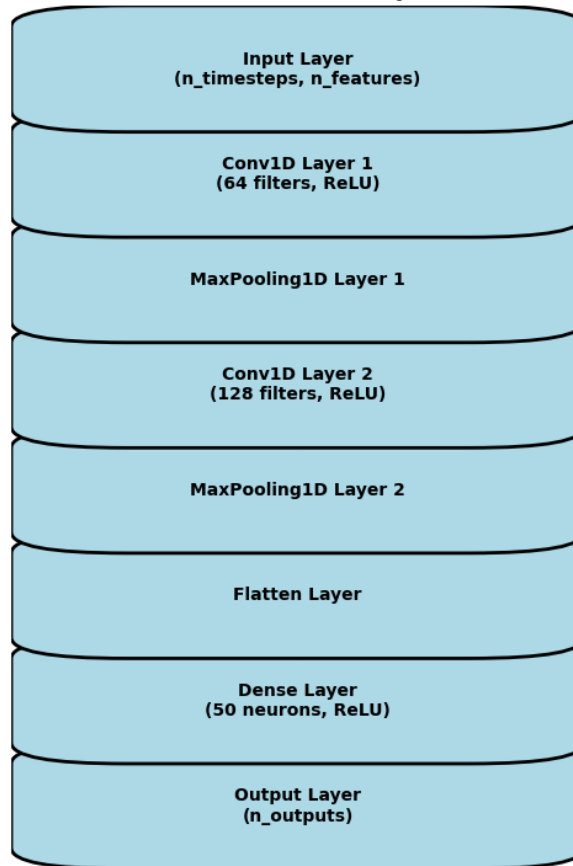 Input Layer
(n_timesteps, n_features)
Conv1D Layer 1
(64 filters, ReLU)
MaxPooling1D Layer 1
Conv1D Layer 2
(128 filters, ReLU)
MaxPooling1D Layer 2
Flatten Layer
Dense Layer
(50 neurons, ReLU)
Output Layer
(n_outputs)